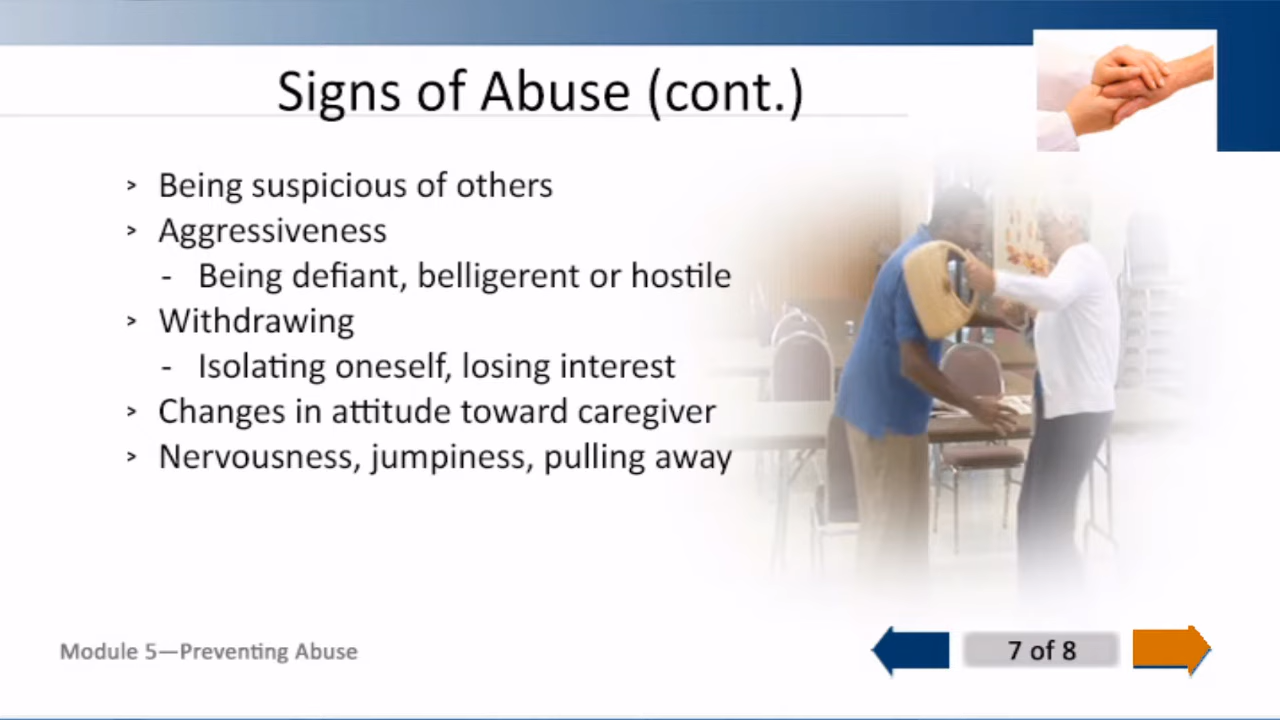 Signs of Abuse (cont.)
> Being suspicious of others
> Aggressiveness
- Being defiant, belligerent or hostile
> Withdrawing
- Isolating oneself, losing interest
> Changes in attitude toward caregiver
> Nervousness, jumpiness, pulling away
Module 5—Preventing Abuse
7 of 8